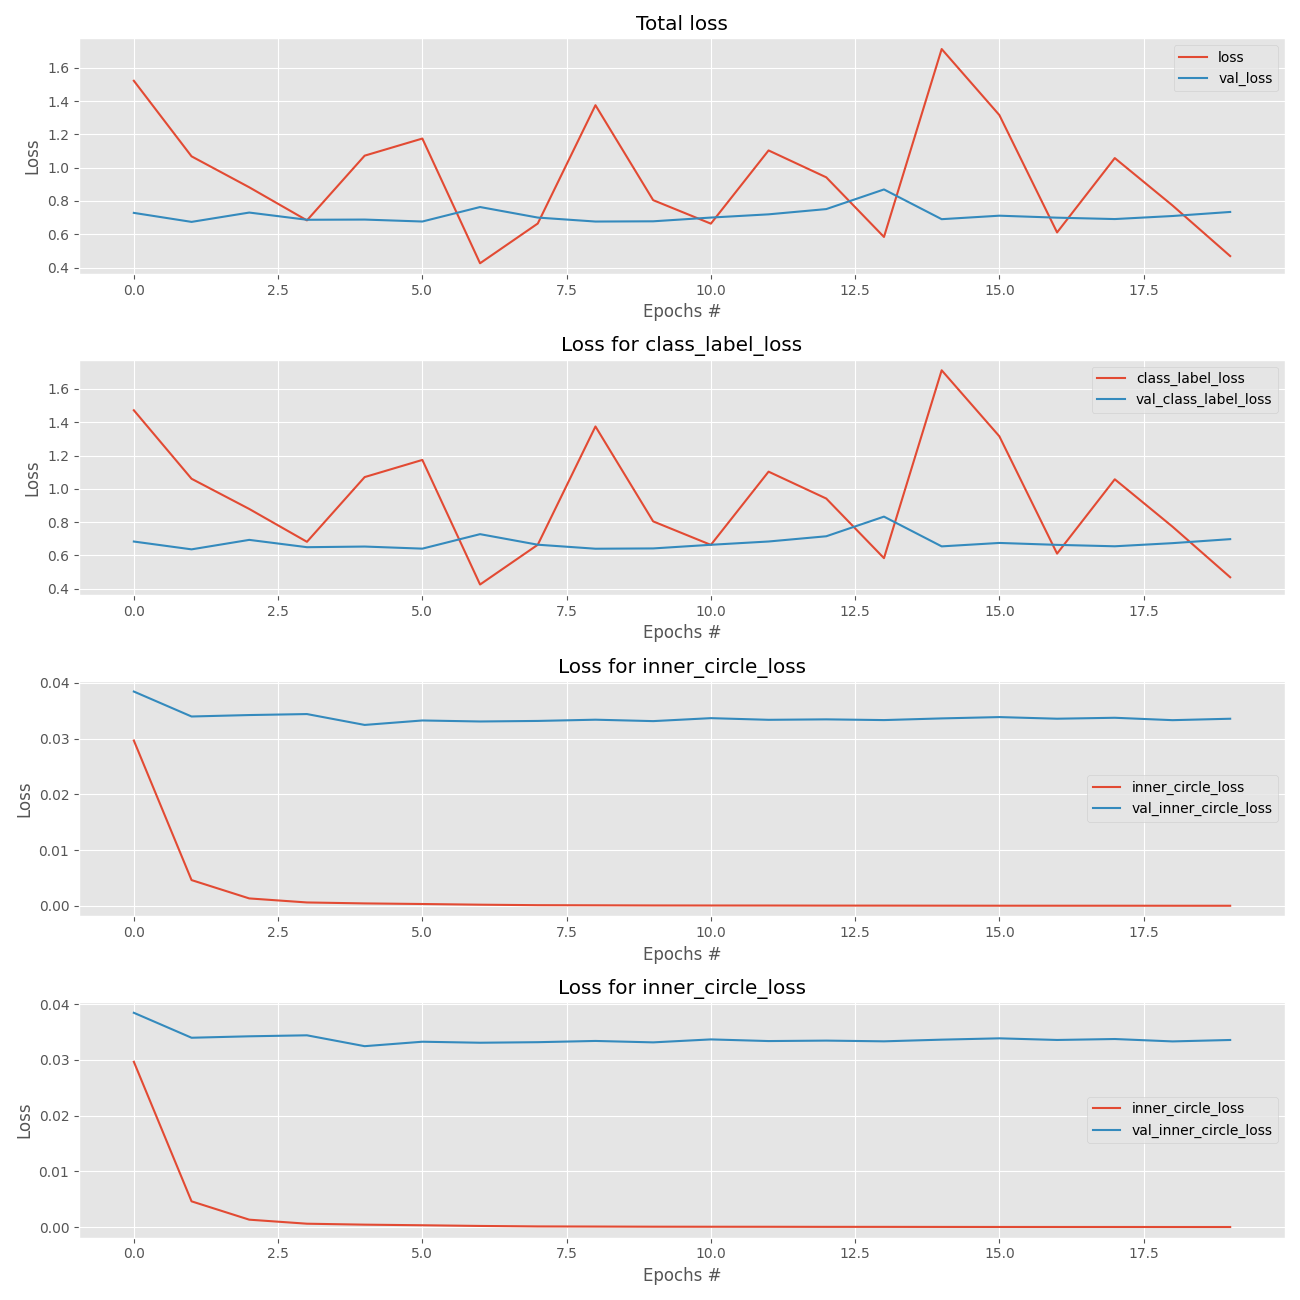 Total loss
1.6
1.4
1.2
1.0
0.8
0.6
0.4
Loss
loss
val_loss
0.0 2.5 5.0 7.5 10.0 12.5 15.0 17.5
Epochs #
Loss for class_label_loss
1.6
1.4
1.2
1.0
0.8
0.6
0.4
Loss
class_label_loss
val_class_label_loss
0.0 2.5 5.0 7.5 10.0 12.5 15.0 17.5
Epochs #
Loss for inner_circle_loss
0.04
0.03
0.02
0.01
0.00
Loss
inner_circle_loss
val_inner_circle_loss
0.0 2.5 5.0 7.5 10.0 12.5 15.0 17.5
Epochs #
Loss for inner_circle_loss
0.04
0.03
0.02
0.01
0.00
Loss
inner_circle_loss
val_inner_circle_loss
0.0 2.5 5.0 7.5 10.0 12.5 15.0 17.5
Epochs #